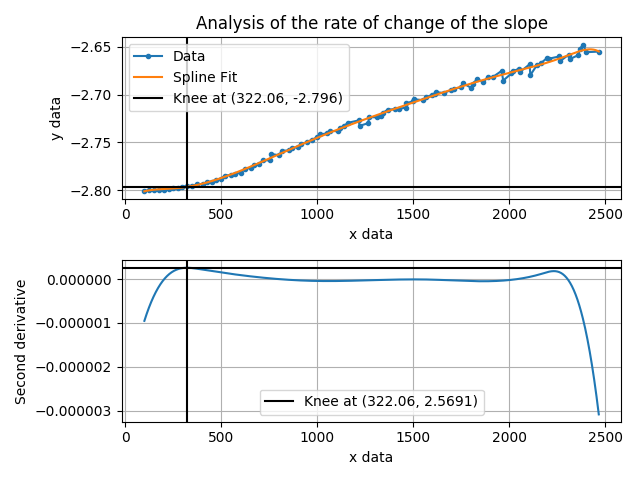 Analysis of the rate of change of the slope
−2.65
−2.70
−2.75
−2.80
y data
Data
Spline Fit
Knee at (322.06, -2.796)
0
500
1000
1500
2000
2500
x data
0.000000
−0.000001
−0.000002
−0.000003
Second derivative
Knee at (322.06, 2.5691)
0
500
1000
1500
2000
2500
x data